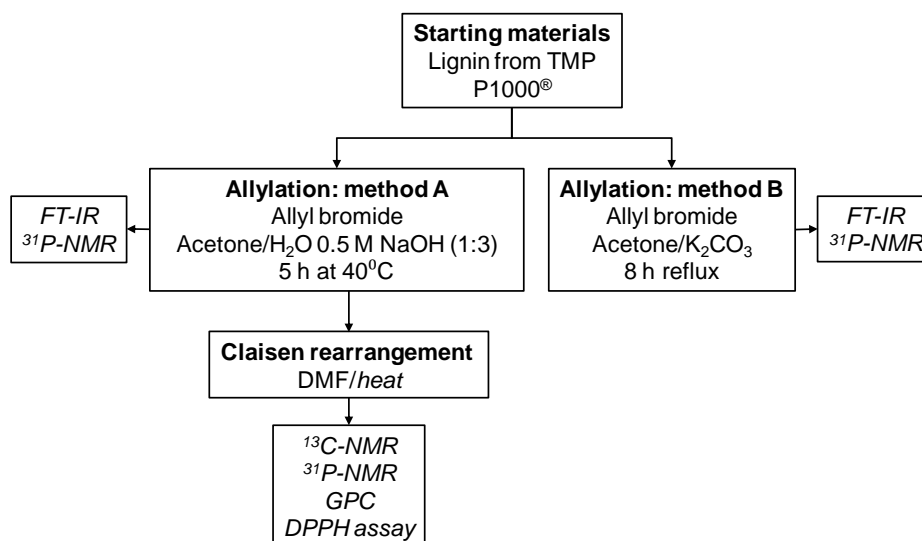 Starting materials
Lignin from TMP
P1000®
Allylation: method A
Allyl bromide
Acetone/H₂O 0.5 M NaOH (1:3)
5 h at 40⁰C
Allylation: method B
Allyl bromide
Acetone/K₂CO₃
8 h reflux
FT-IR
³¹P-NMR
FT-IR
³¹P-NMR
Claisen rearrangement
DMF/heat
¹³C-NMR
³¹P-NMR
GPC
DPPH assay